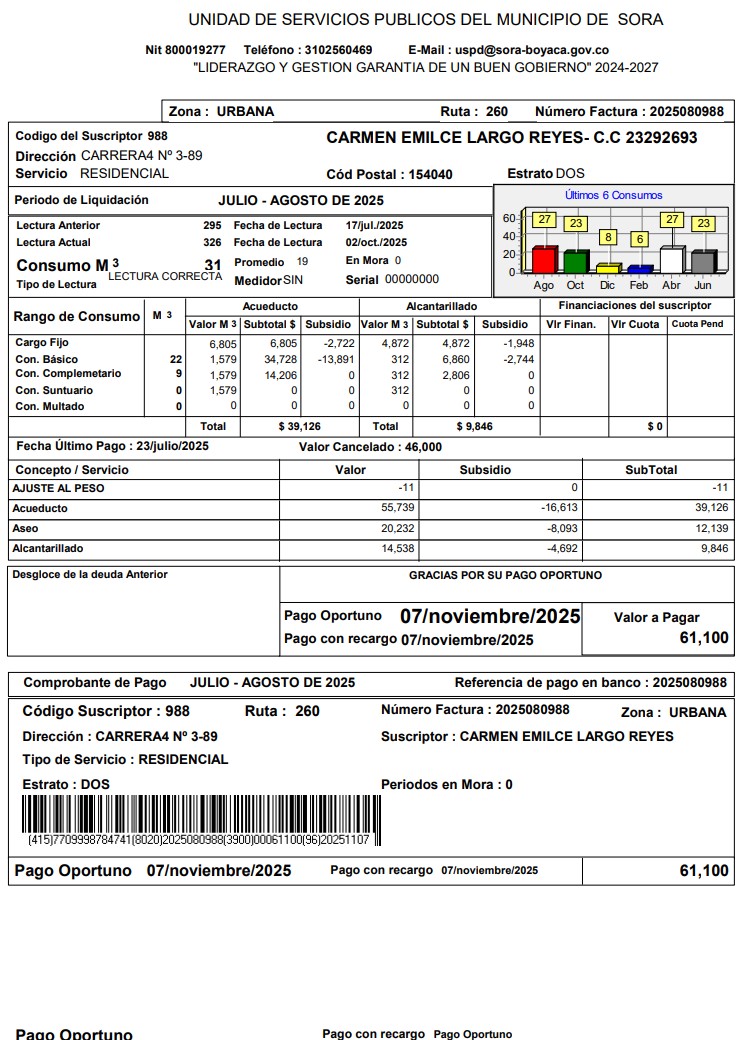 UNIDAD DE SERVICIOS PUBLICOS DEL MUNICIPIO DE SORA
Nit 800019277 Teléfono : 3102560469 E-Mail : uspd@sora-boyaca.gov.co
"LIDERAZGO Y GESTION GARANTIA DE UN BUEN GOBIERNO" 2024-2027
Zona : URBANA Ruta : 260 Número Factura : 2025080988
Codigo del Suscriptor 988 CARMEN EMILCE LARGO REYES- C.C 23292693
Dirección CARRERA4 Nº 3-89
Servicio RESIDENCIAL Cód Postal : 154040 Estrato DOS
Periodo de Liquidación JULIO - AGOSTO DE 2025
Últimos 6 Consumos
60
40
20
0
27 23 8 6 27 23
Ago Oct Dic Feb Abr Jun
Lectura Anterior 295 Fecha de Lectura 17/jul./2025
Lectura Actual 326 Fecha de Lectura 02/oct./2025
Consumo M 3 31 Promedio 19 En Mora 0
Tipo de Lectura LECTURA CORRECTA Medidor SIN Serial 00000000
Rango de Consumo M 3 Acueducto Alcantarillado Financiaciones del suscriptor
Valor M 3 Subtotal $ Subsidio Valor M 3 Subtotal $ Subsidio Vlr Finan. Vlr Cuota Cuota Pend
Cargo Fijo 6,805 6,805 -2,722 4,872 4,872 -1,948
Con. Básico 22 1,579 34,728 -13,891 312 6,860 -2,744
Con. Complemetario 9 1,579 14,206 0 312 2,806 0
Con. Suntuario 0 1,579 0 0 312 0 0
Con. Multado 0 0 0 0 0 0 0
Total $ 39,126 Total $ 9,846 $ 0
Fecha Último Pago : 23/julio/2025 Valor Cancelado : 46,000
Concepto / Servicio Valor Subsidio SubTotal
AJUSTE AL PESO -11 0 -11
Acueducto 55,739 -16,613 39,126
Aseo 20,232 -8,093 12,139
Alcantarillado 14,538 -4,692 9,846
Desgloce de la deuda Anterior GRACIAS POR SU PAGO OPORTUNO
Pago Oportuno 07/noviembre/2025 Valor a Pagar
Pago con recargo 07/noviembre/2025 61,100
Comprobante de Pago JULIO - AGOSTO DE 2025 Referencia de pago en banco : 2025080988
Código Suscriptor : 988 Ruta : 260 Número Factura : 2025080988 Zona : URBANA
Dirección : CARRERA4 Nº 3-89 Suscriptor : CARMEN EMILCE LARGO REYES
Tipo de Servicio : RESIDENCIAL
Estrato : DOS Periodos en Mora : 0
(415)7709998784741(8020)2025080988(3900)00061100(96)20251107
Pago Oportuno 07/noviembre/2025 Pago con recargo 07/noviembre/2025 61,100
Pago Oportuno Pago con recargo Pago Oportuno